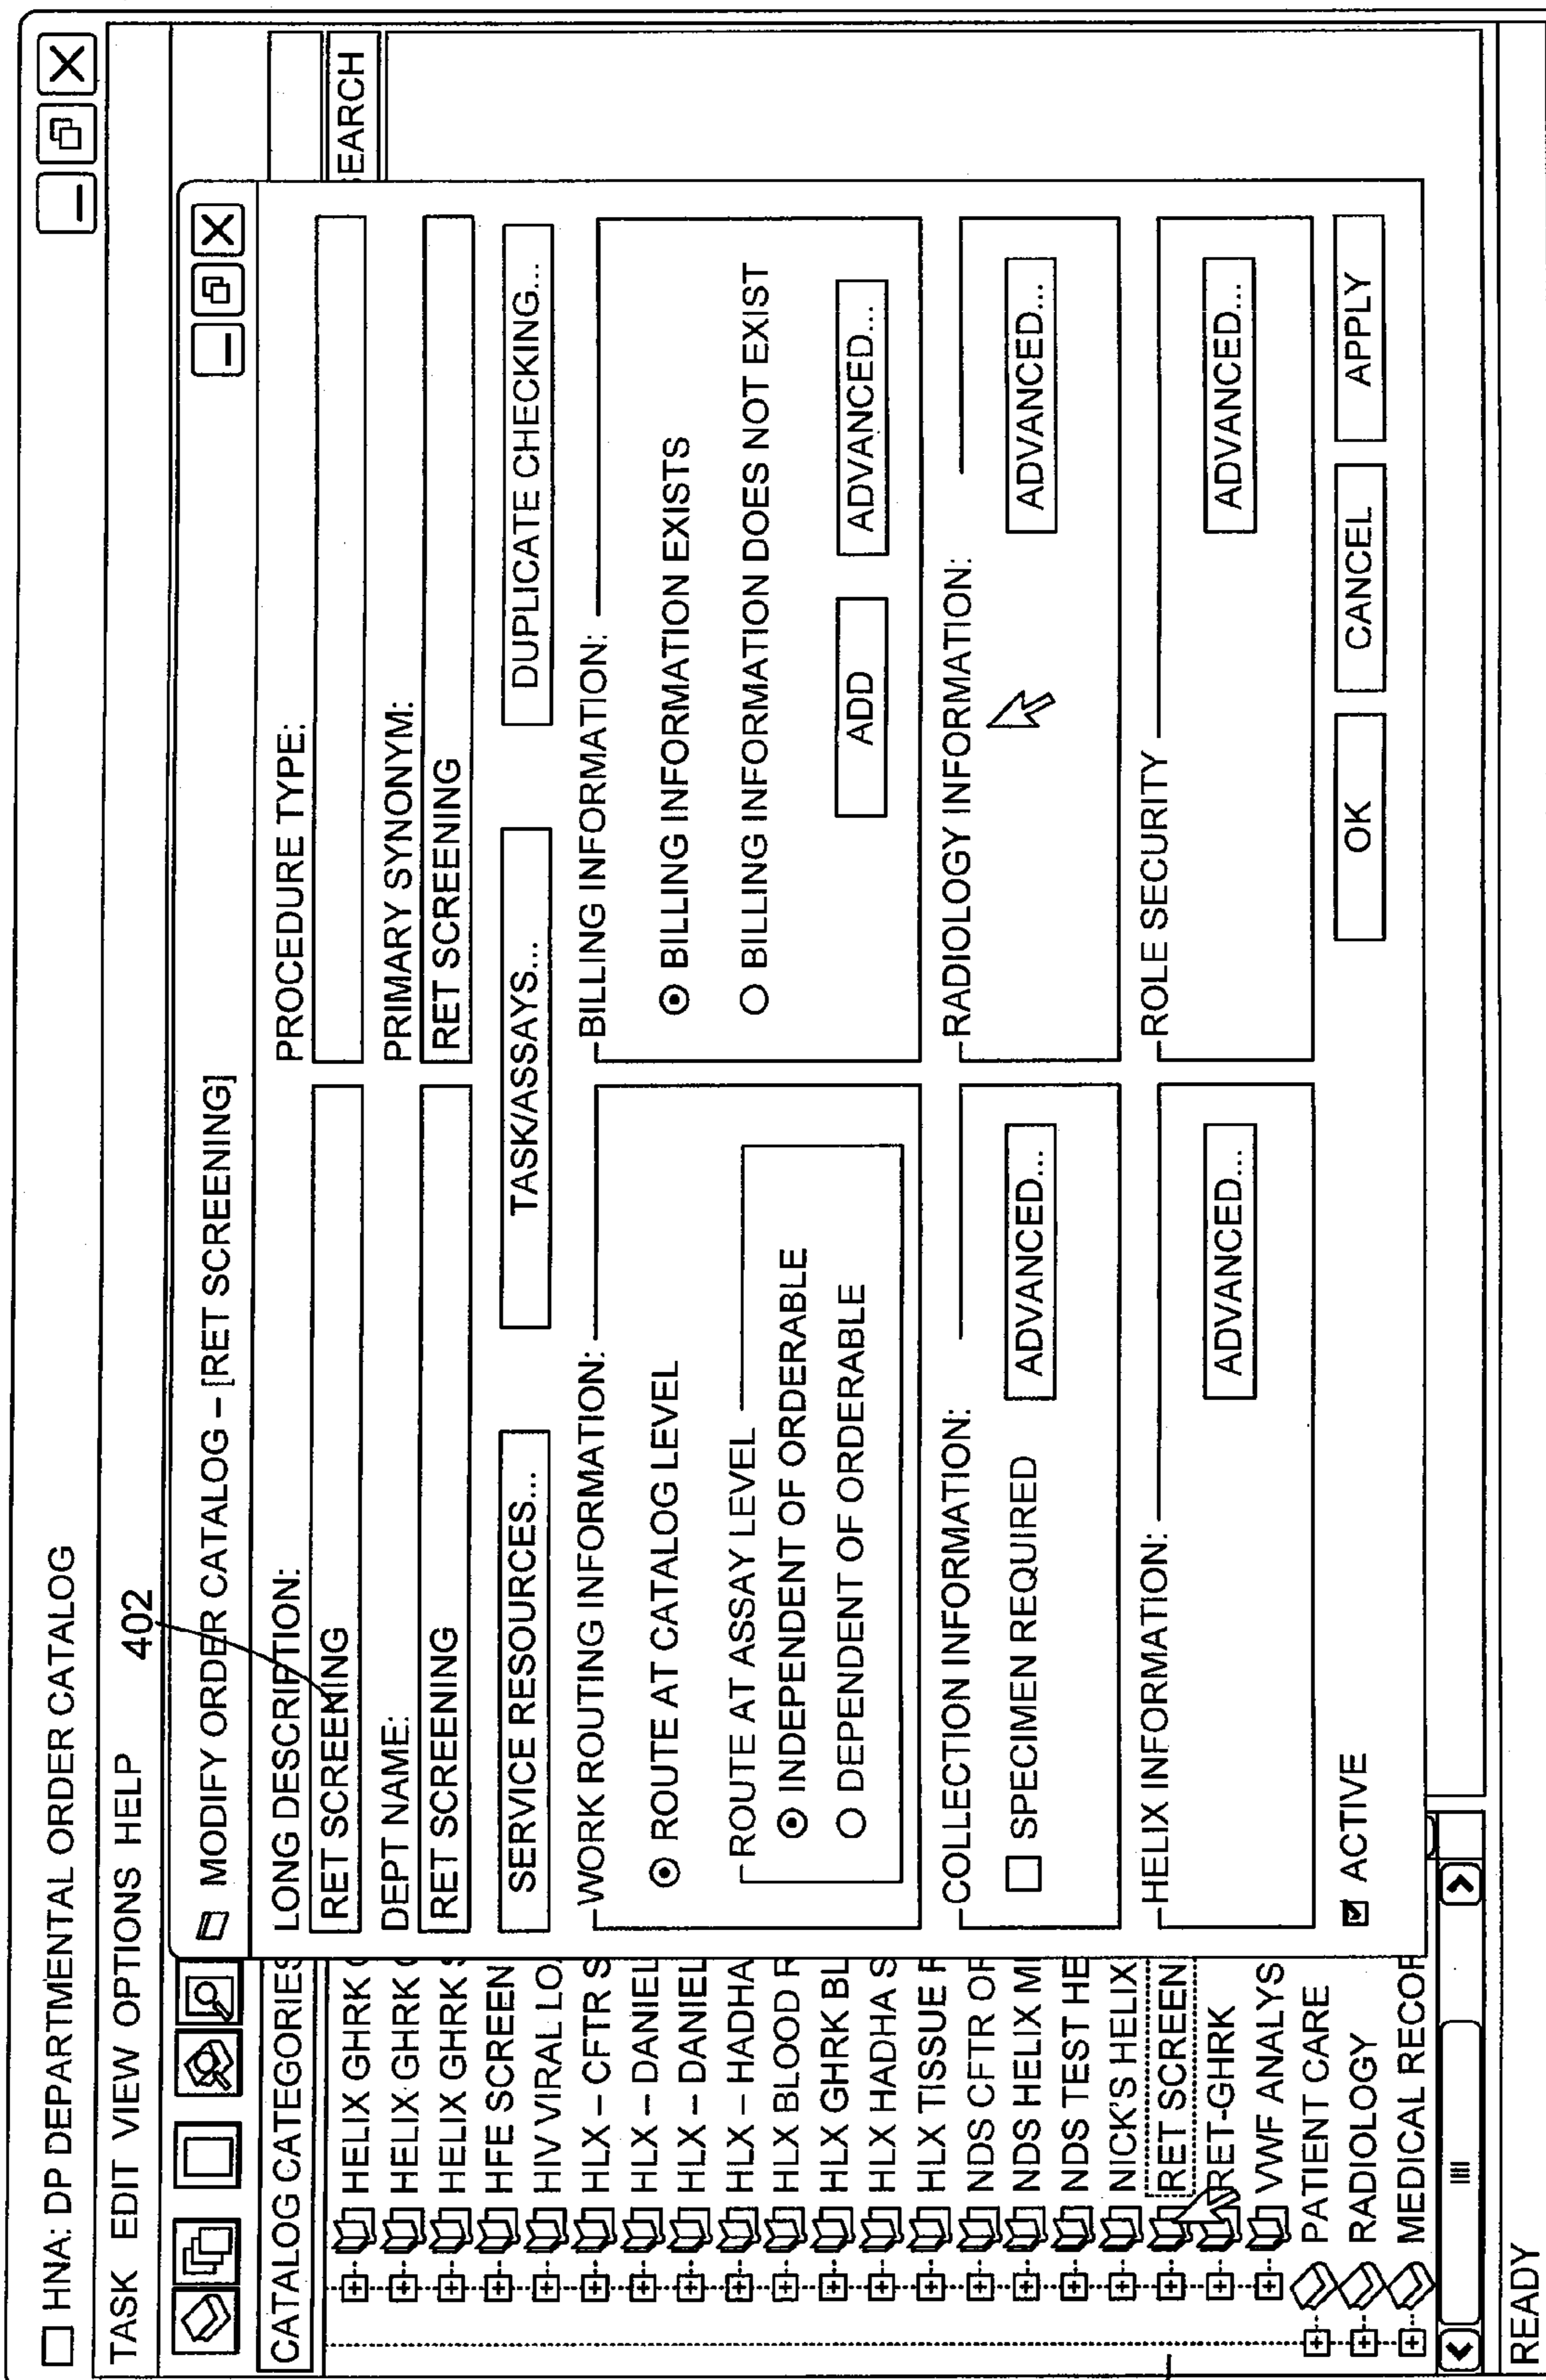 HNA: DP DEPARTMENTAL ORDER CATALOG
TASK EDIT VIEW OPTIONS HELP
402
CATALOG CATEGORIES
HELIX GHRK
HELIX GHRK
HELIX GHRK
HFE SCREEN
HIV VIRAL LO
HLX – CFTR S
HLX – DANIEL
HLX – DANIEL
HLX – HADHA
HLX BLOOD R
HLX GHRK BL
HLX HADHA S
HLX TISSUE
NDS CFTR OF
NDS HELIX MI
NDS TEST HE
NICK'S HELIX
RET SCREEN
RET-GHRK
VWF ANALYS
PATIENT CARE
RADIOLOGY
MEDICAL RECOR
READY
EARCH
MODIFY ORDER CATALOG – [RET SCREENING]
LONG DESCRIPTION:
RET SCREENING
PROCEDURE TYPE:
DEPT NAME:
RET SCREENING
PRIMARY SYNONYM:
RET SCREENING
SERVICE RESOURCES...
TASK/ASSAYS...
DUPLICATE CHECKING...
WORK ROUTING INFORMATION:
ROUTE AT CATALOG LEVEL
ROUTE AT ASSAY LEVEL
INDEPENDENT OF ORDERABLE
DEPENDENT OF ORDERABLE
BILLING INFORMATION:
BILLING INFORMATION EXISTS
BILLING INFORMATION DOES NOT EXIST
ADD
ADVANCED...
COLLECTION INFORMATION:
SPECIMEN REQUIRED
ADVANCED...
RADIOLOGY INFORMATION:
ADVANCED...
HELIX INFORMATION:
ADVANCED...
ROLE SECURITY
ADVANCED...
ACTIVE
OK
CANCEL
APPLY